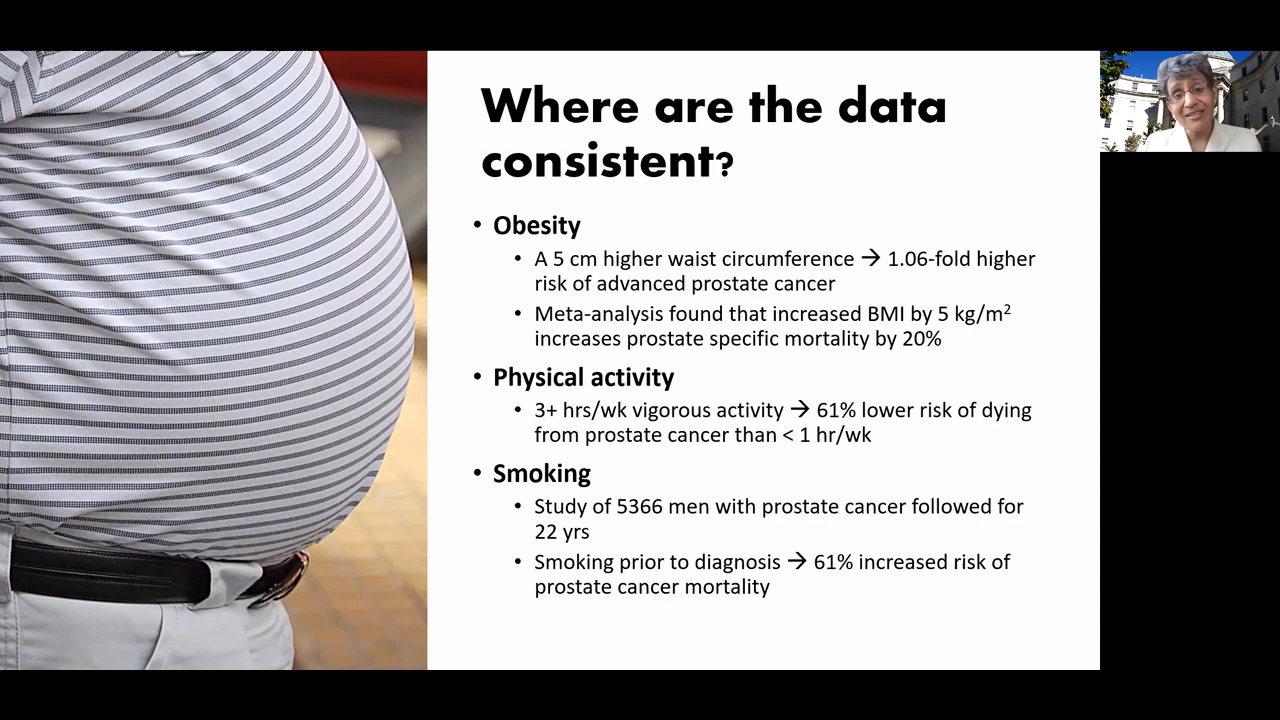 Where are the data
consistent?
• Obesity
• A 5 cm higher waist circumference → 1.06-fold higher
risk of advanced prostate cancer
• Meta-analysis found that increased BMI by 5 kg/m²
increases prostate specific mortality by 20%
• Physical activity
• 3+ hrs/wk vigorous activity → 61% lower risk of dying
from prostate cancer than < 1 hr/wk
• Smoking
• Study of 5366 men with prostate cancer followed for
22 yrs
• Smoking prior to diagnosis → 61% increased risk of
prostate cancer mortality